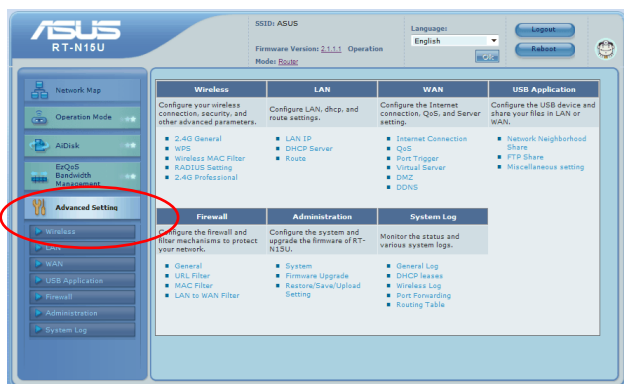 ASUS
RT-N15U
SSID: ASUS
Firmware Version: 2.1.1.1 Operation
Mode: Router
Language:
English
Logout
Reboot
Network Map
Operation Mode
AiDisk
EzQoS
Bandwidth
Management
Advanced Setting
Wireless
LAN
WAN
USB Application
Firewall
Administration
System Log
Wireless
Configure your wireless
connection, security, and
other advanced parameters.
2.4G General
WPS
Wireless MAC Filter
RADIUS Setting
2.4G Professional
LAN
Configure LAN, dhcp, and
route settings.
LAN IP
DHCP Server
Route
WAN
Configure the Internet
connection, QoS, and Server
setting.
Internet Connection
QoS
Port Trigger
Virtual Server
DMZ
DDNS
USB Application
Configure the USB device and
share your files in LAN or
WAN.
Network Neighborhood
Share
FTP Share
Miscellaneous setting
Firewall
Configure the firewall and
filter mechanisms to protect
your network.
General
URL Filter
MAC Filter
LAN to WAN Filter
Administration
Configure the system and
upgrade the firmware of RT-
N15U.
System
Firmware Upgrade
Restore/Save/Upload
Setting
System Log
Monitor the status and
various system logs.
General Log
DHCP leases
Wireless Log
Port Forwarding
Routing Table